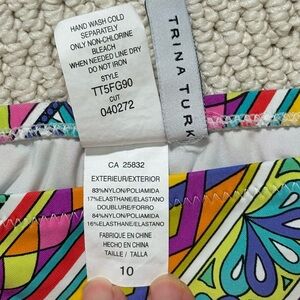 HAND WASH COLD
SEPARATELY
ONLY NON-CHLORINE
BLEACH
WHEN NEEDED LINE DRY
DO NOT IRON
STYLE
TT5FG90
CUT
040272
TRINA TURK
CA 25832
EXTERIEUR/EXTERIOR
83%NYLON/POLIAMIDA
17%ELASTHANE/ELASTANO
DOUBLURE/FORRO
84%NYLON/POLIAMIDA
16%ELASTHANE/ELASTANO
FABRIQUE EN CHINE
HECHO EN CHINA
TAILLE / TALLA
10